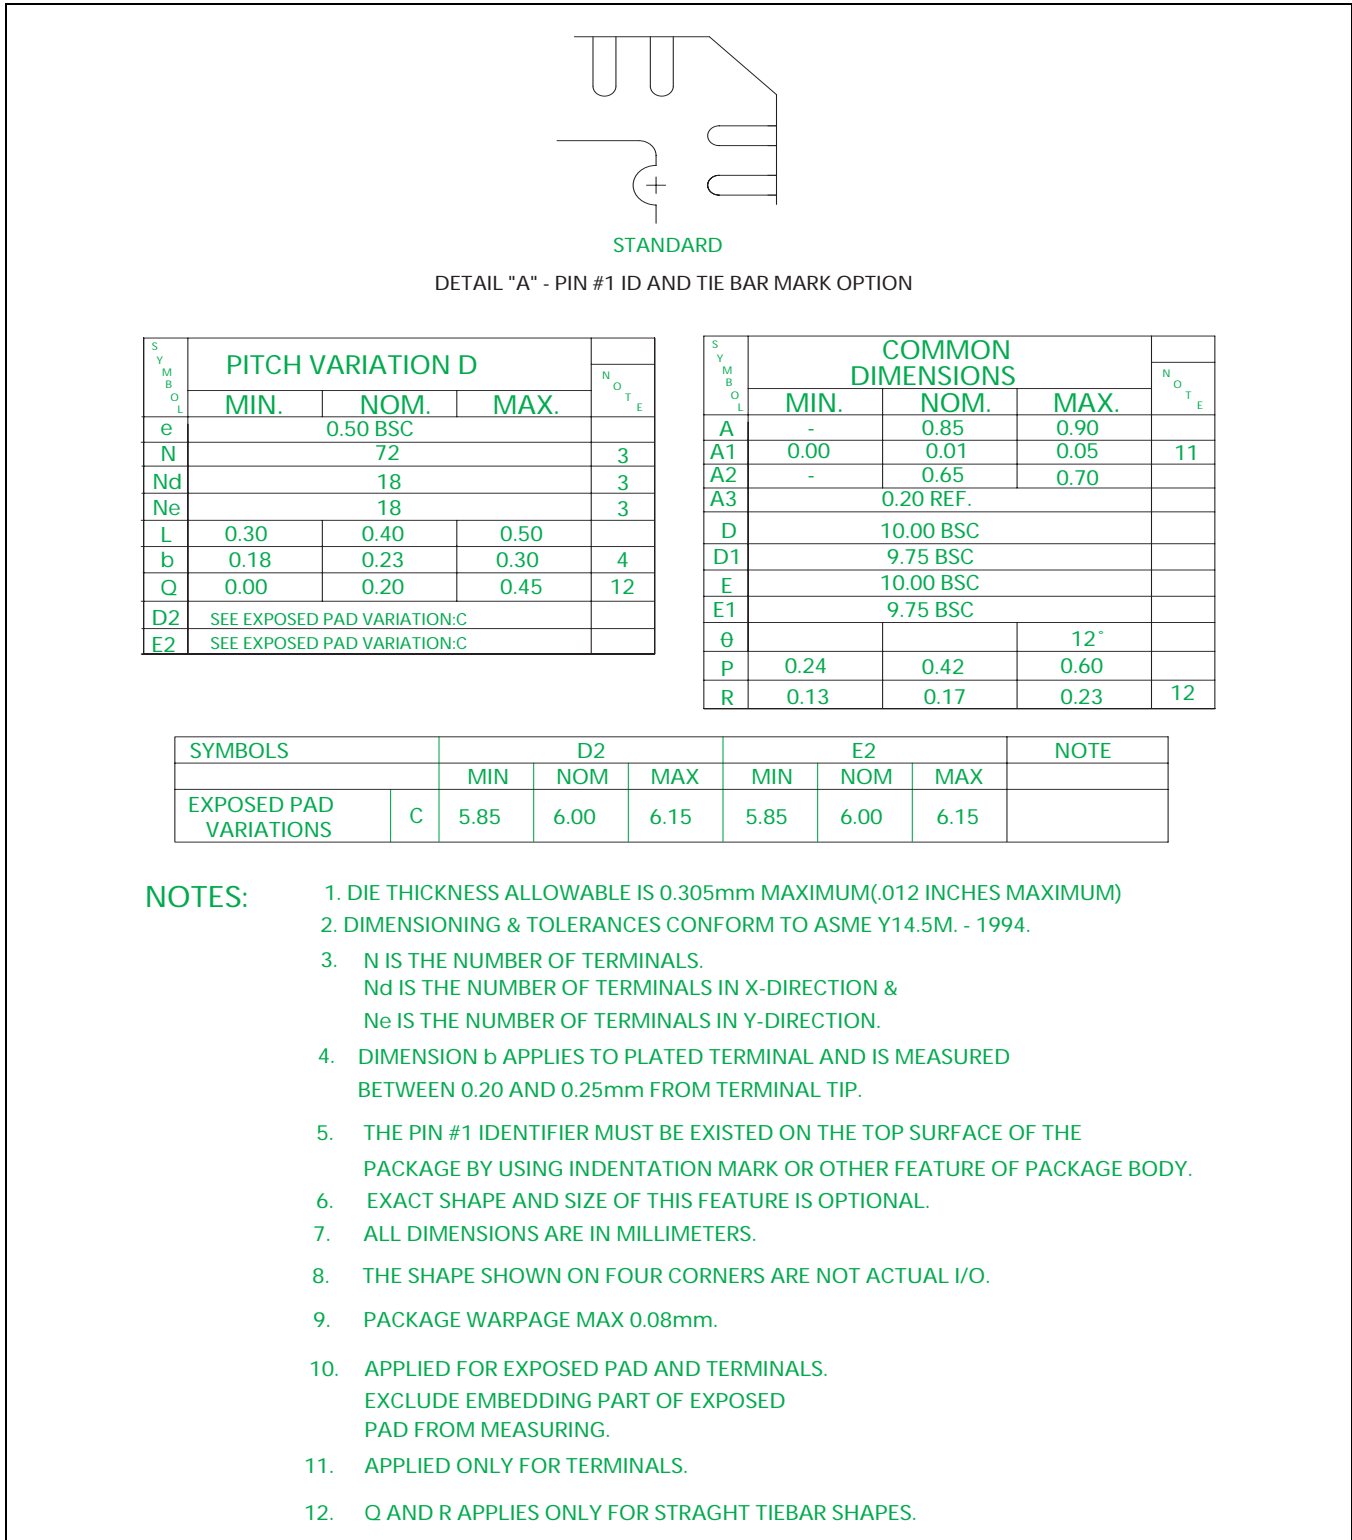 STANDARD
DETAIL "A" - PIN #1 ID AND TIE BAR MARK OPTION
SYMBOL PITCH VARIATION D NOTE
MIN. NOM. MAX.
e 0.50 BSC
N 72 3
Nd 18 3
Ne 18 3
L 0.30 0.40 0.50
b 0.18 0.23 0.30 4
Q 0.00 0.20 0.45 12
D2 SEE EXPOSED PAD VARIATION:C
E2 SEE EXPOSED PAD VARIATION:C
SYMBOL COMMON DIMENSIONS NOTE
MIN. NOM. MAX.
A - 0.85 0.90
A1 0.00 0.01 0.05 11
A2 - 0.65 0.70
A3 0.20 REF.
D 10.00 BSC
D1 9.75 BSC
E 10.00 BSC
E1 9.75 BSC
θ 12°
P 0.24 0.42 0.60
R 0.13 0.17 0.23 12
SYMBOLS D2 E2 NOTE
MIN NOM MAX MIN NOM MAX
EXPOSED PAD VARIATIONS C 5.85 6.00 6.15 5.85 6.00 6.15
NOTES: 1. DIE THICKNESS ALLOWABLE IS 0.305mm MAXIMUM(.012 INCHES MAXIMUM)
2. DIMENSIONING & TOLERANCES CONFORM TO ASME Y14.5M. - 1994.
3. N IS THE NUMBER OF TERMINALS.
Nd IS THE NUMBER OF TERMINALS IN X-DIRECTION &
Ne IS THE NUMBER OF TERMINALS IN Y-DIRECTION.
4. DIMENSION b APPLIES TO PLATED TERMINAL AND IS MEASURED
BETWEEN 0.20 AND 0.25mm FROM TERMINAL TIP.
5. THE PIN #1 IDENTIFIER MUST BE EXISTED ON THE TOP SURFACE OF THE
PACKAGE BY USING INDENTATION MARK OR OTHER FEATURE OF PACKAGE BODY.
6. EXACT SHAPE AND SIZE OF THIS FEATURE IS OPTIONAL.
7. ALL DIMENSIONS ARE IN MILLIMETERS.
8. THE SHAPE SHOWN ON FOUR CORNERS ARE NOT ACTUAL I/O.
9. PACKAGE WARPAGE MAX 0.08mm.
10. APPLIED FOR EXPOSED PAD AND TERMINALS.
EXCLUDE EMBEDDING PART OF EXPOSED
PAD FROM MEASURING.
11. APPLIED ONLY FOR TERMINALS.
12. Q AND R APPLIES ONLY FOR STRAGHT TIEBAR SHAPES.